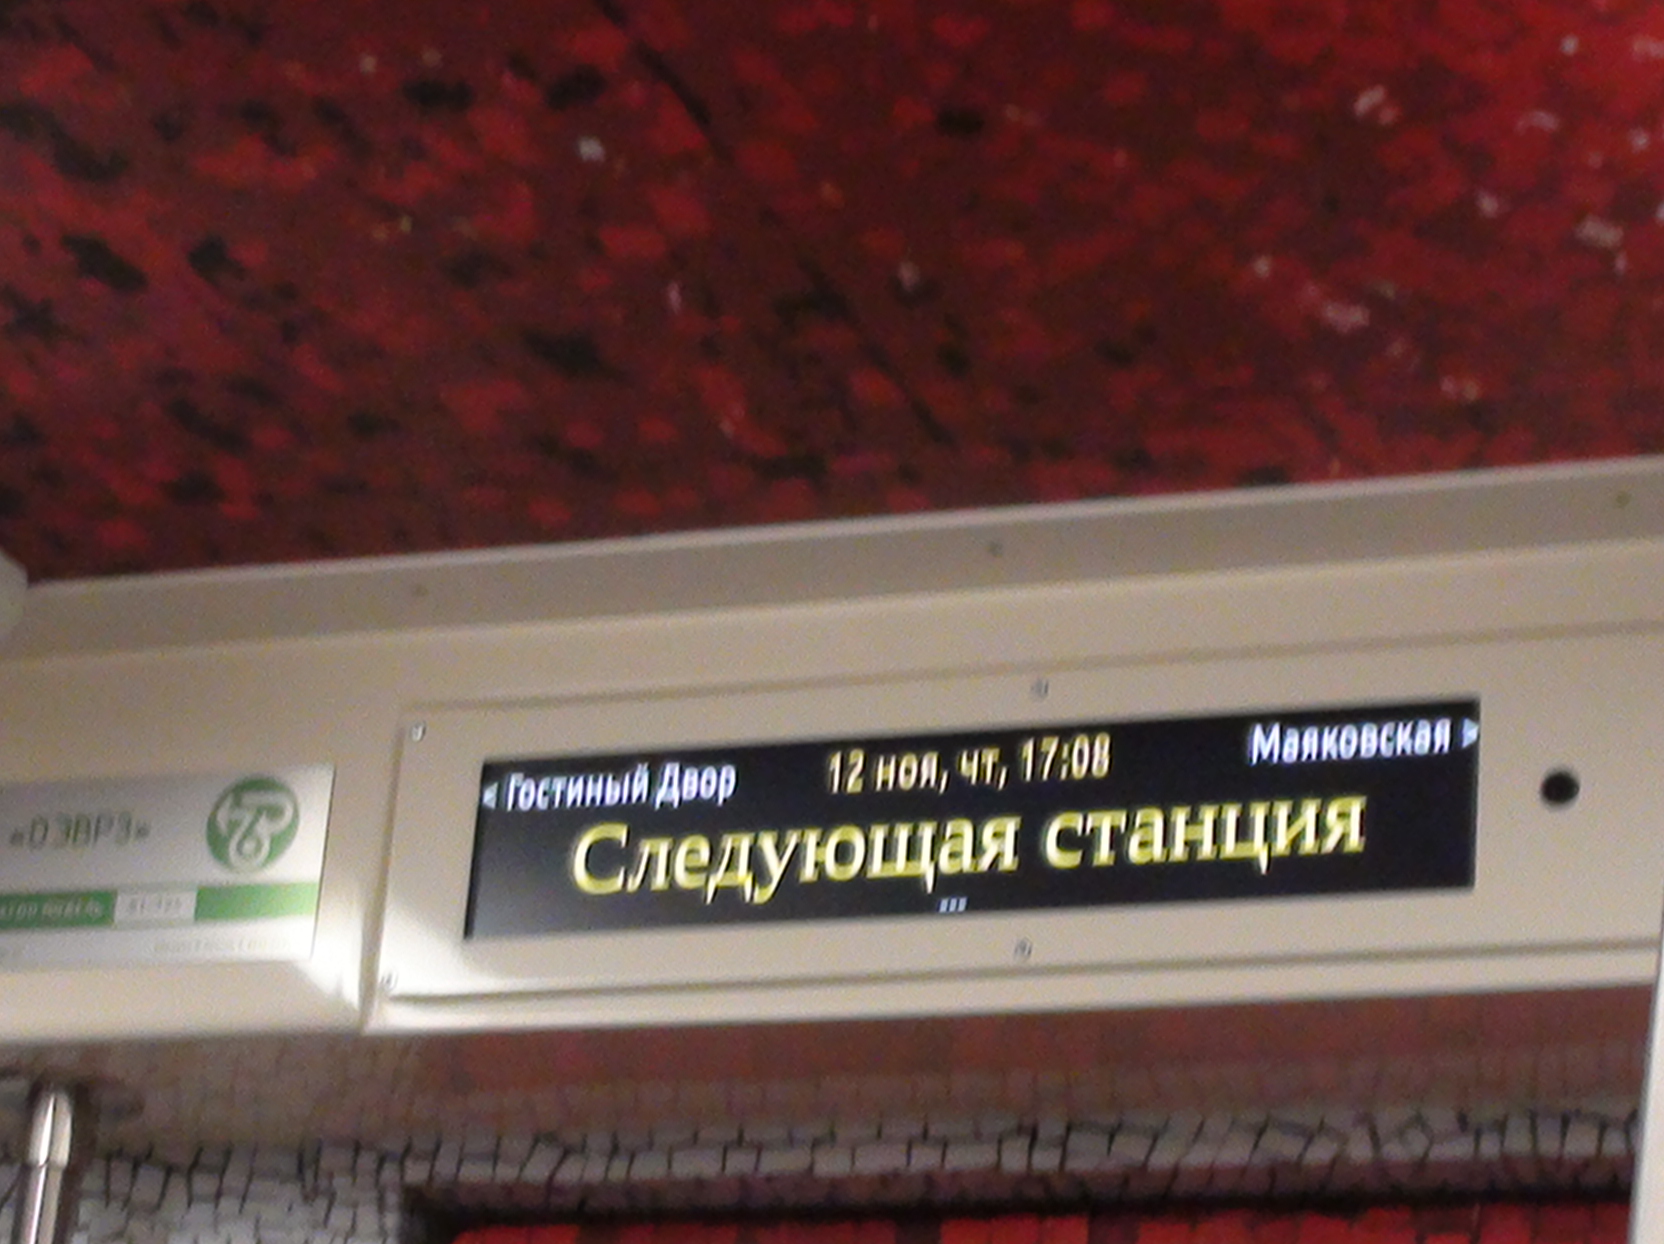 < Гостиный Двор 12 ноя, чт, 17:08 Маяковская >
Следующая станция
«ОЭВРЗ»